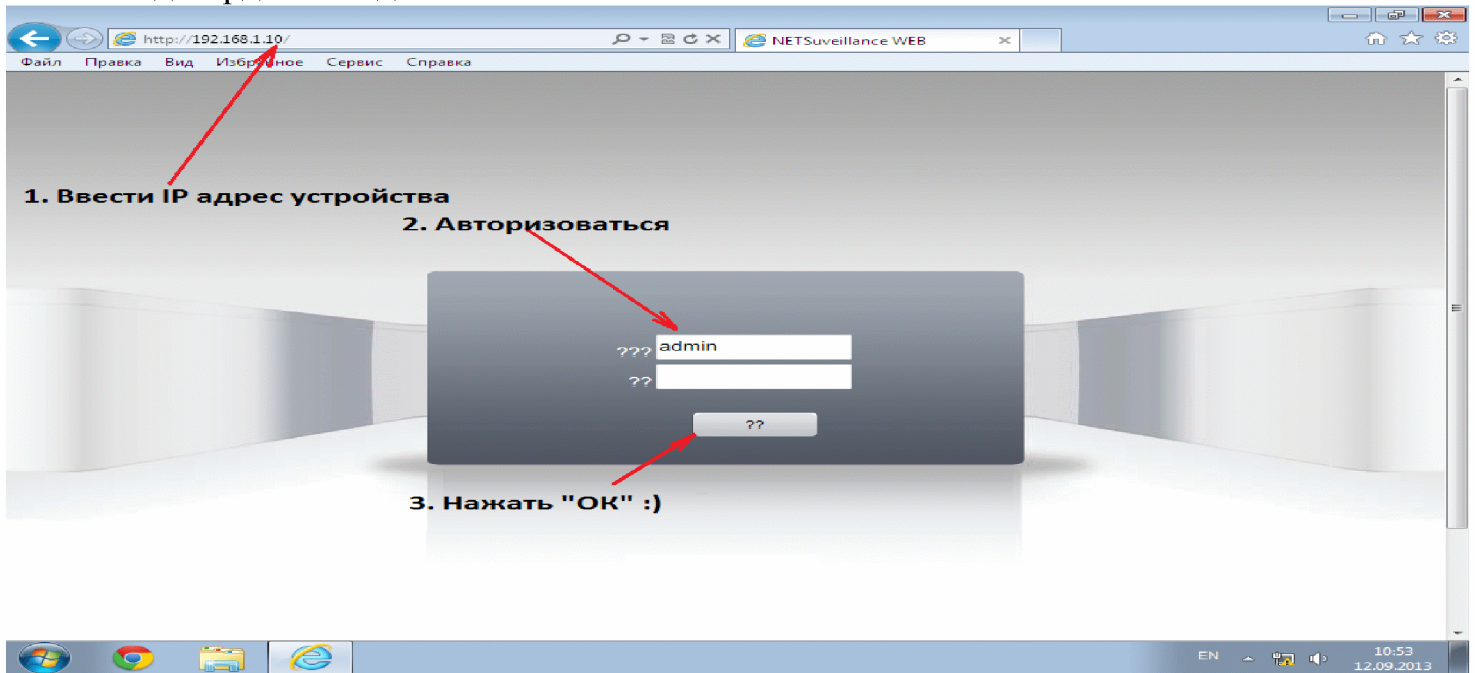 http://192.168.1.10/
NETSuveillance WEB
Файл Правка Вид Избранное Сервис Справка
1. Ввести IP адрес устройства
2. Авторизоваться
??? admin
??
??
3. Нажать "ОК" :)
EN
10:53
12.09.2013